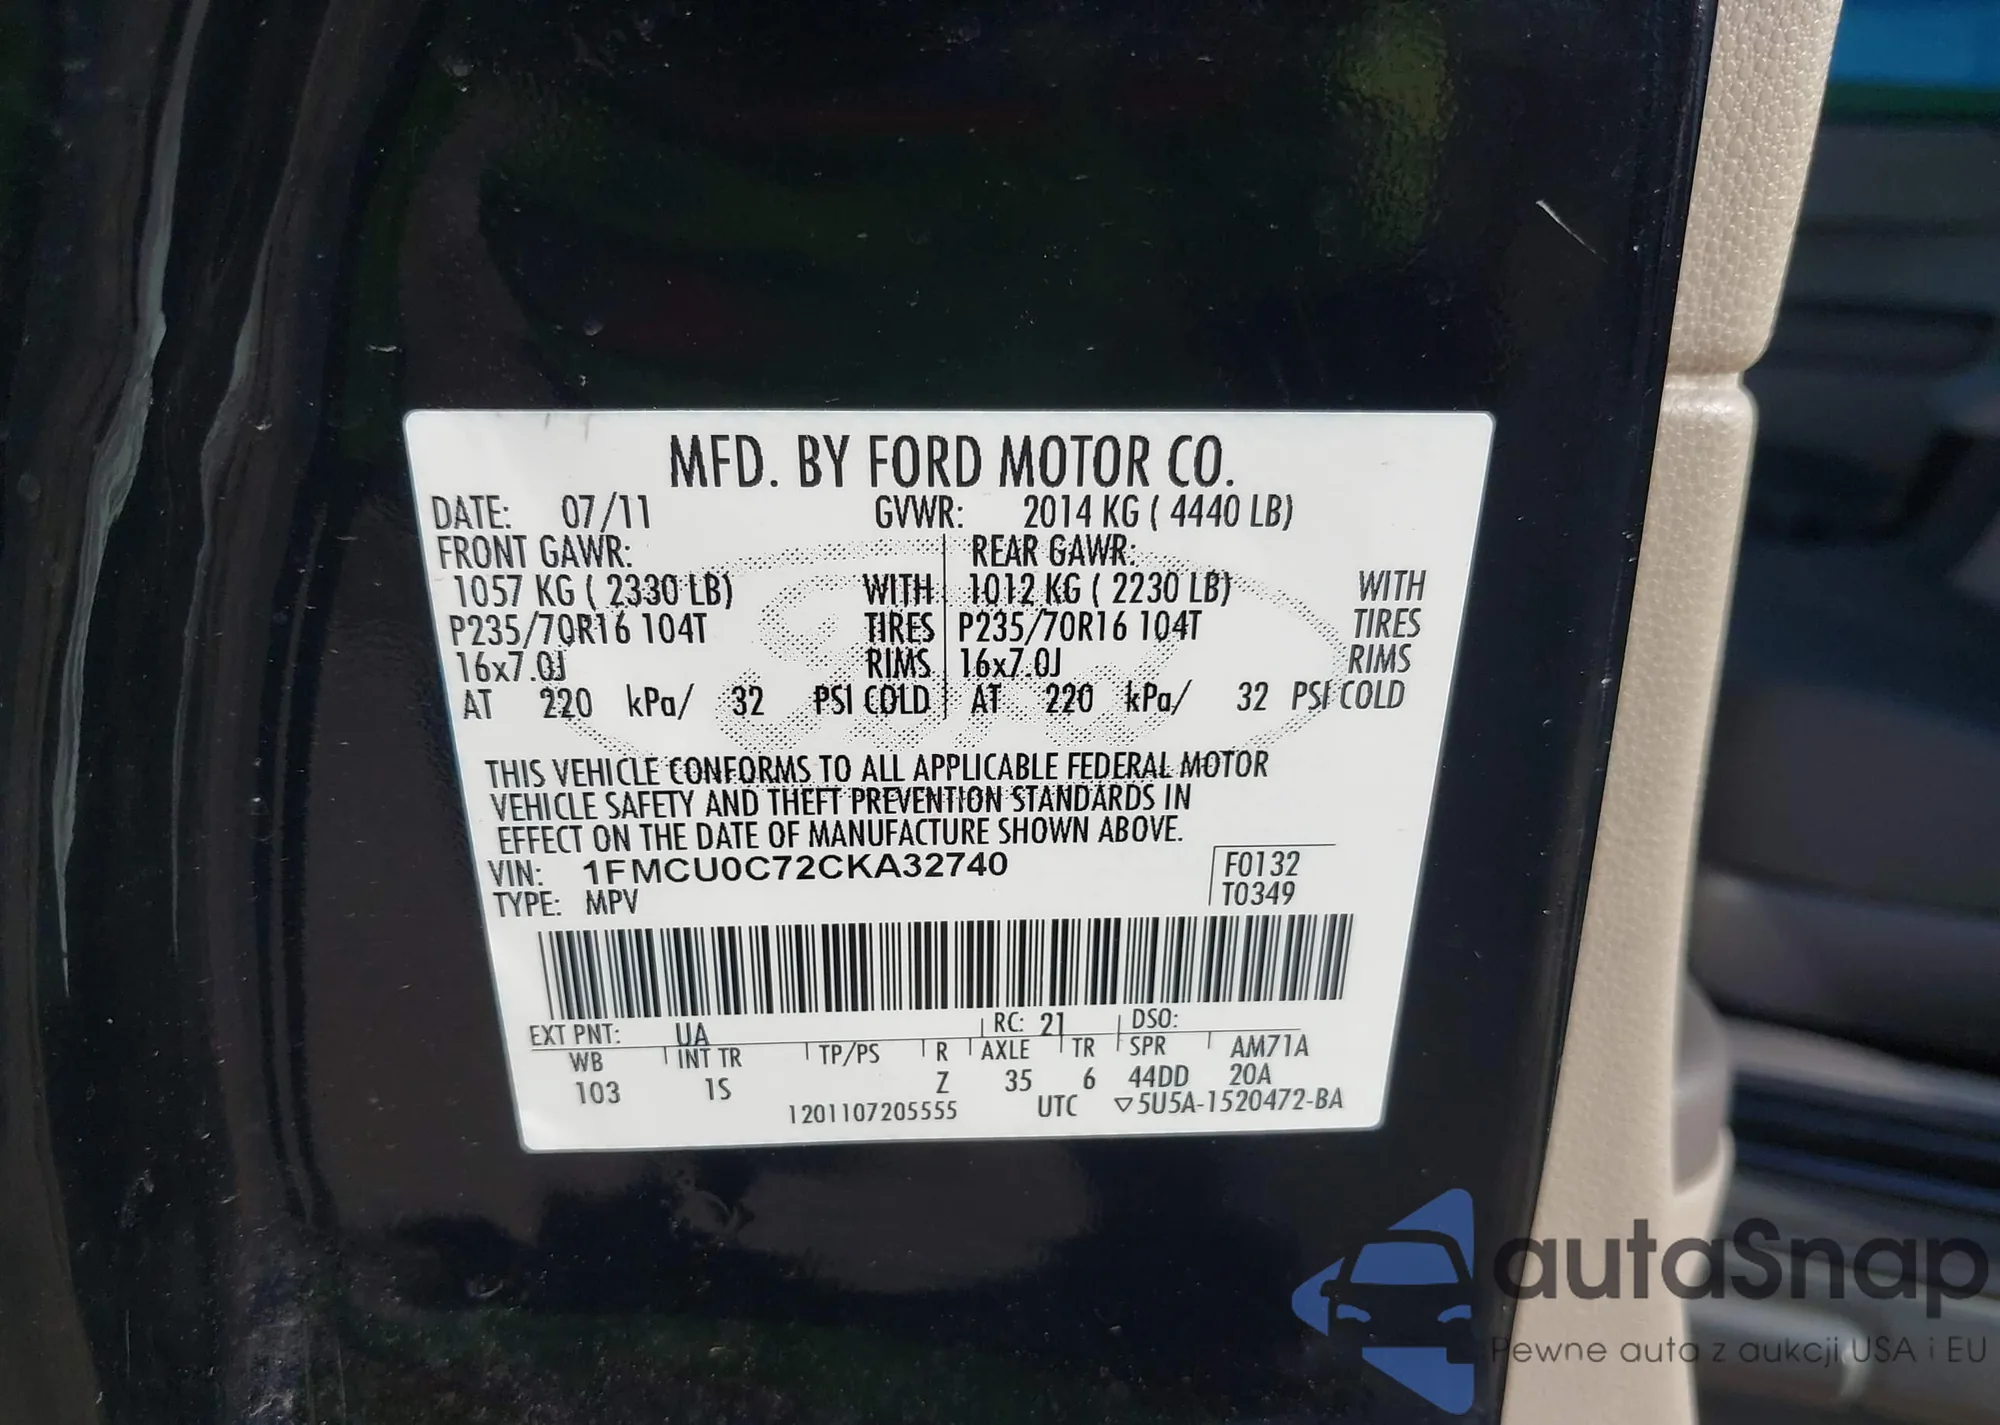 MFD. BY FORD MOTOR CO.
DATE: 07/11 GVWR: 2014 KG ( 4440 LB)
FRONT GAWR: REAR GAWR:
1057 KG ( 2330 LB) WITH 1012 KG ( 2230 LB) WITH
P235/70R16 104T TIRES P235/70R16 104T TIRES
16x7.0J RIMS 16x7.0J RIMS
AT 220 kPa/ 32 PSI COLD AT 220 kPa/ 32 PSI COLD
THIS VEHICLE CONFORMS TO ALL APPLICABLE FEDERAL MOTOR
VEHICLE SAFETY AND THEFT PREVENTION STANDARDS IN
EFFECT ON THE DATE OF MANUFACTURE SHOWN ABOVE.
VIN: 1FMCU0C72CKA32740 F0132
TYPE: MPV T0349
EXT PNT: UA RC: 21 DSO:
WB INT TR TP/PS R AXLE TR SPR AM71A
103 1S Z 35 6 44DD 20A
1201107205555 UTC ▽5U5A-1520472-BA
Ford
autaSnap
Pewne auta z aukcji USA i EU